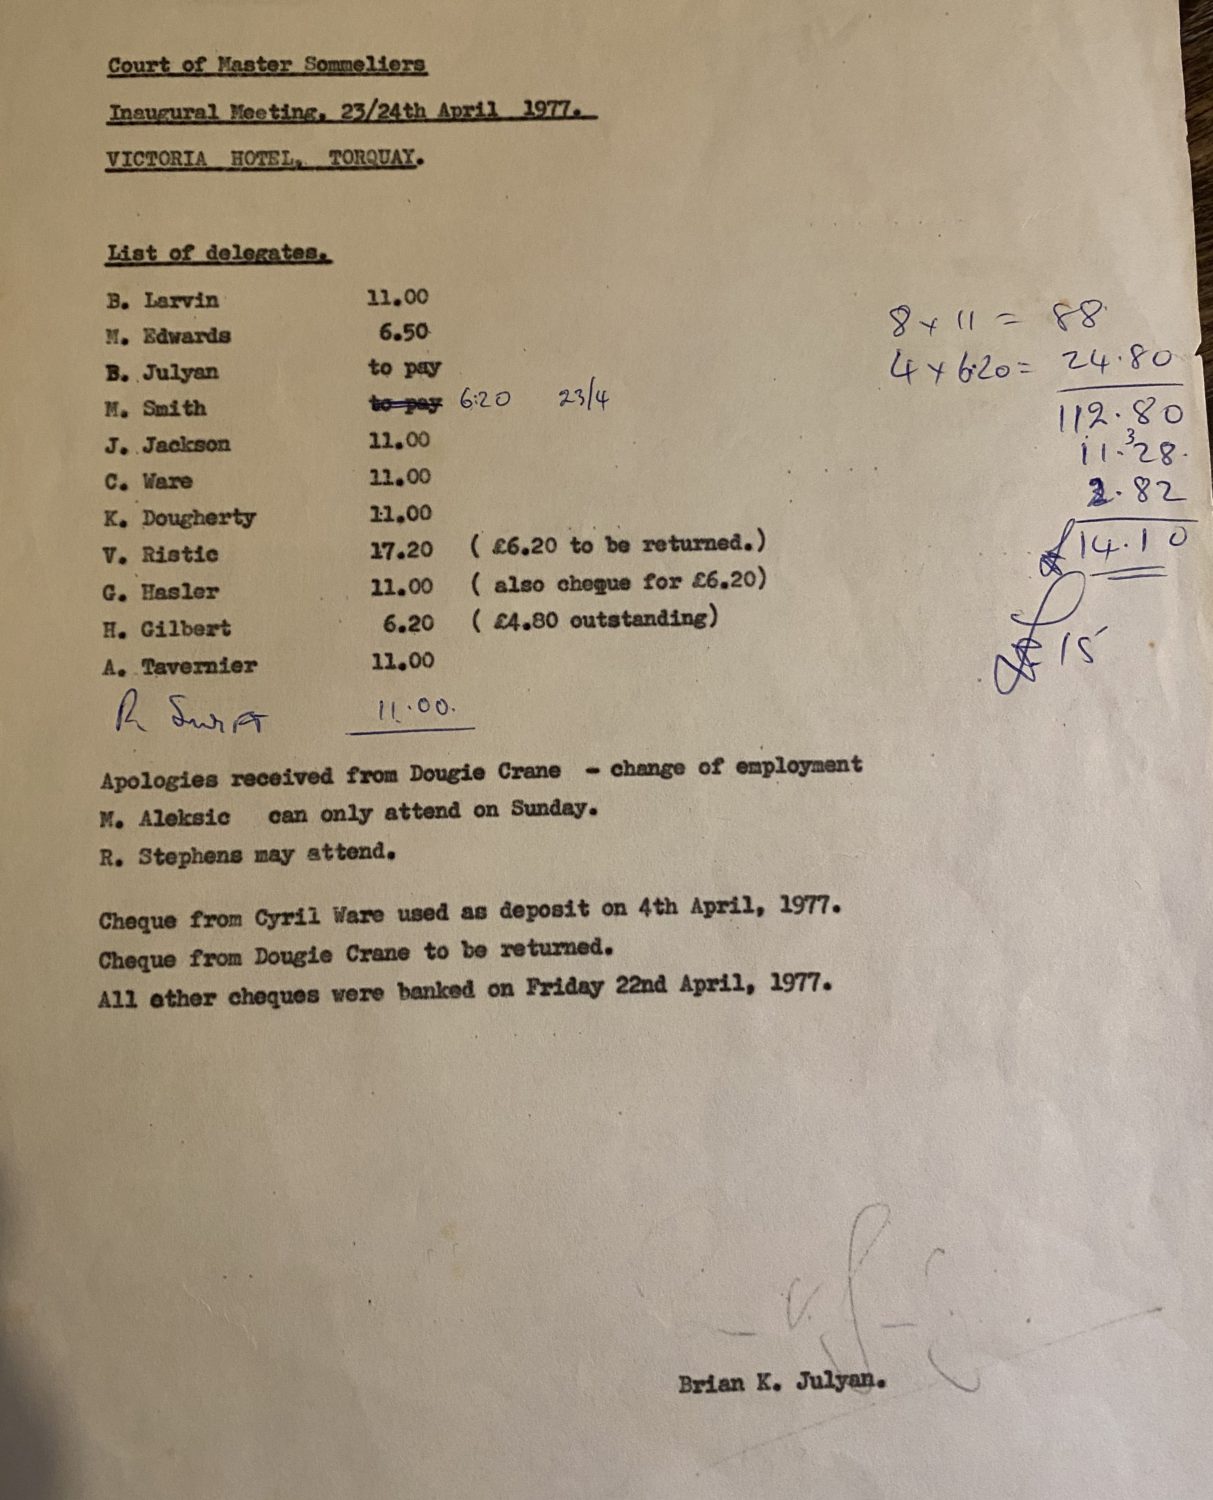 Court of Master Sommeliers
Inaugural Meeting, 23/24th April 1977.
VICTORIA HOTEL, TORQUAY.
List of delegates.
B. Larvin 11.00
M. Edwards 6.50
B. Julyan to pay
M. Smith to pay 6.20 23/4
J. Jackson 11.00
C. Ware 11.00
K. Dougherty 11.00
V. Ristic 17.20 ( £6.20 to be returned.)
G. Hasler 11.00 ( also cheque for £6.20)
H. Gilbert 6.20 ( £4.80 outstanding)
A. Tavernier 11.00
R Swift 11.00.
8 x 11 = 88
4 x 6.20 = 24.80
112.80
11.28
2.82
£14.10
£15
Apologies received from Dougie Crane - change of employment
M. Aleksic can only attend on Sunday.
R. Stephens may attend.
Cheque from Cyril Ware used as deposit on 4th April, 1977.
Cheque from Dougie Crane to be returned.
All other cheques were banked on Friday 22nd April, 1977.
Brian K. Julyan.